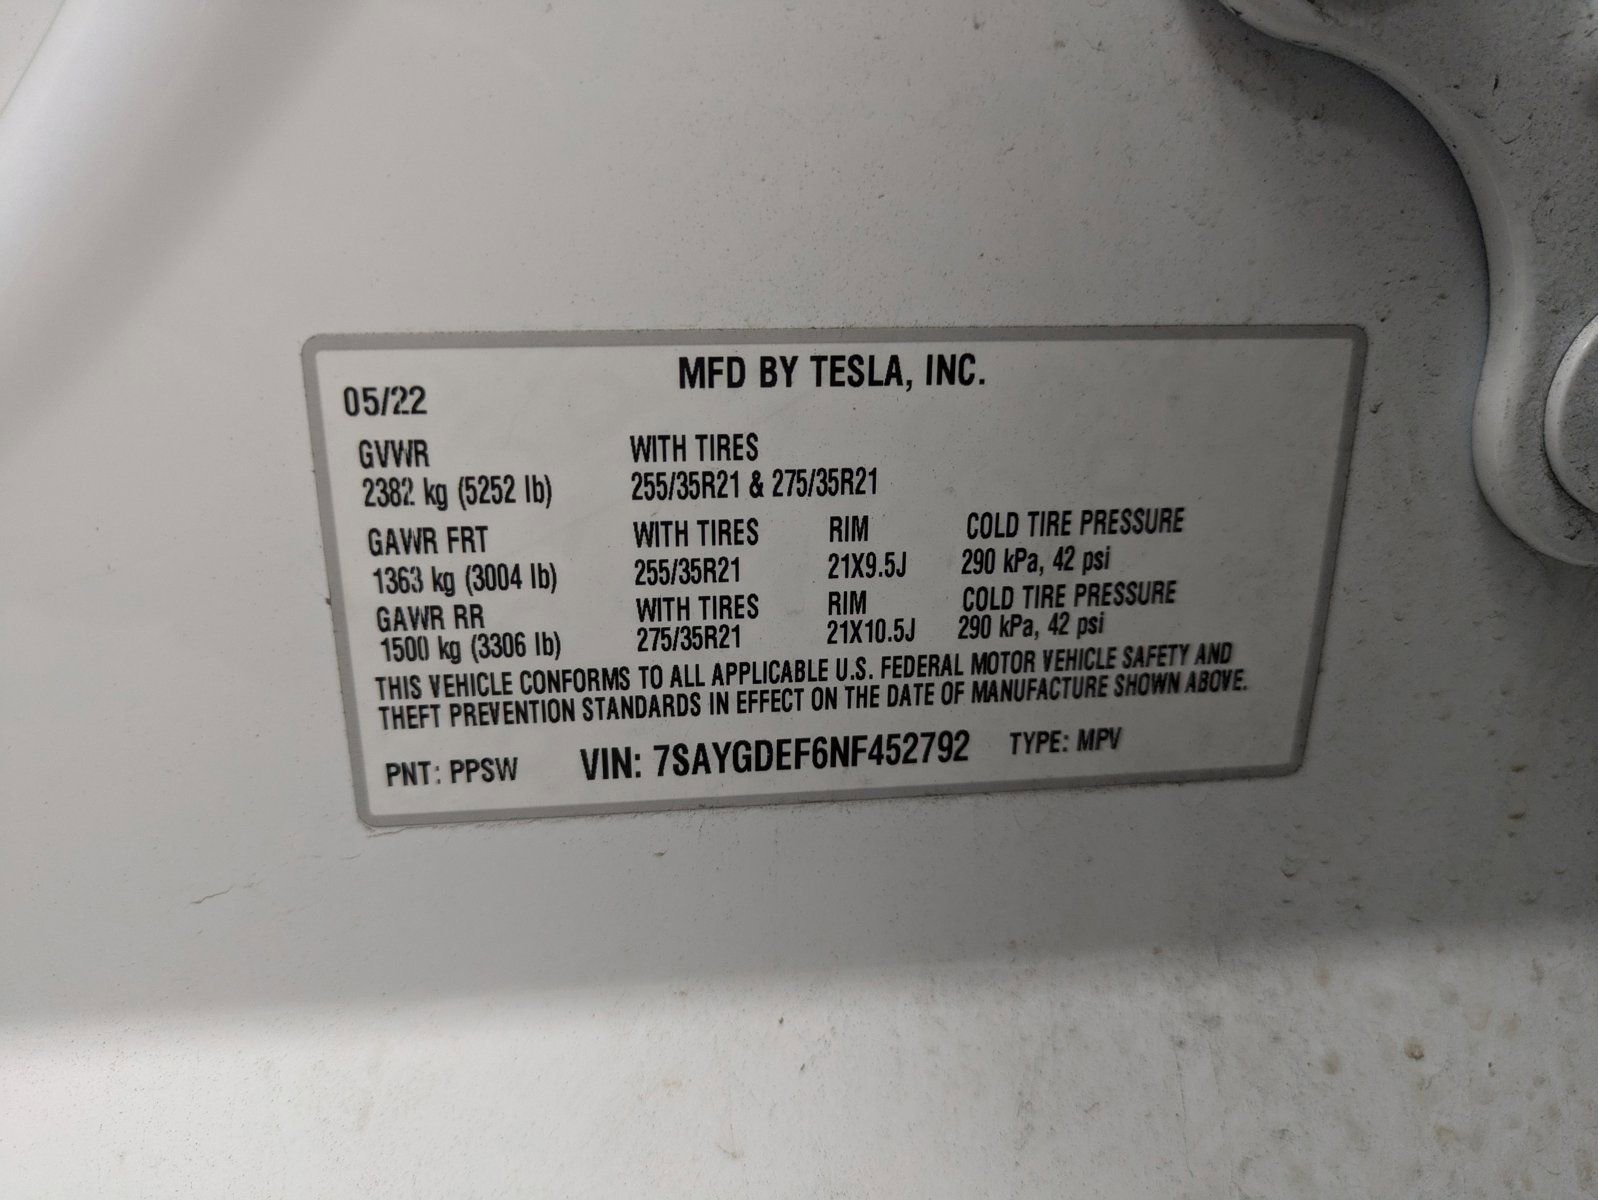 MFD BY TESLA, INC.
05/22
GVWR WITH TIRES
2382 kg (5252 lb) 255/35R21 & 275/35R21
GAWR FRT WITH TIRES RIM COLD TIRE PRESSURE
1363 kg (3004 lb) 255/35R21 21X9.5J 290 kPa, 42 psi
GAWR RR WITH TIRES RIM COLD TIRE PRESSURE
1500 kg (3306 lb) 275/35R21 21X10.5J 290 kPa, 42 psi
THIS VEHICLE CONFORMS TO ALL APPLICABLE U.S. FEDERAL MOTOR VEHICLE SAFETY AND
THEFT PREVENTION STANDARDS IN EFFECT ON THE DATE OF MANUFACTURE SHOWN ABOVE.
PNT: PPSW VIN: 7SAYGDEF6NF452792 TYPE: MPV